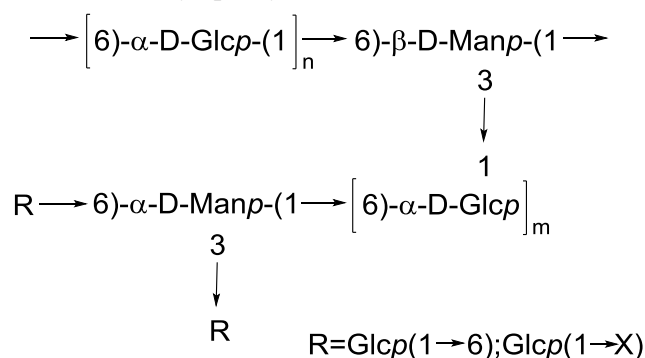 →[6)-α-D-Glcp-(1]n→6)-β-D-Manp-(1→
3
↓
1
R→6)-α-D-Manp-(1→[6)-α-D-Glcp]m
3
↓
R
R=Glcp(1→6);Glcp(1→X)